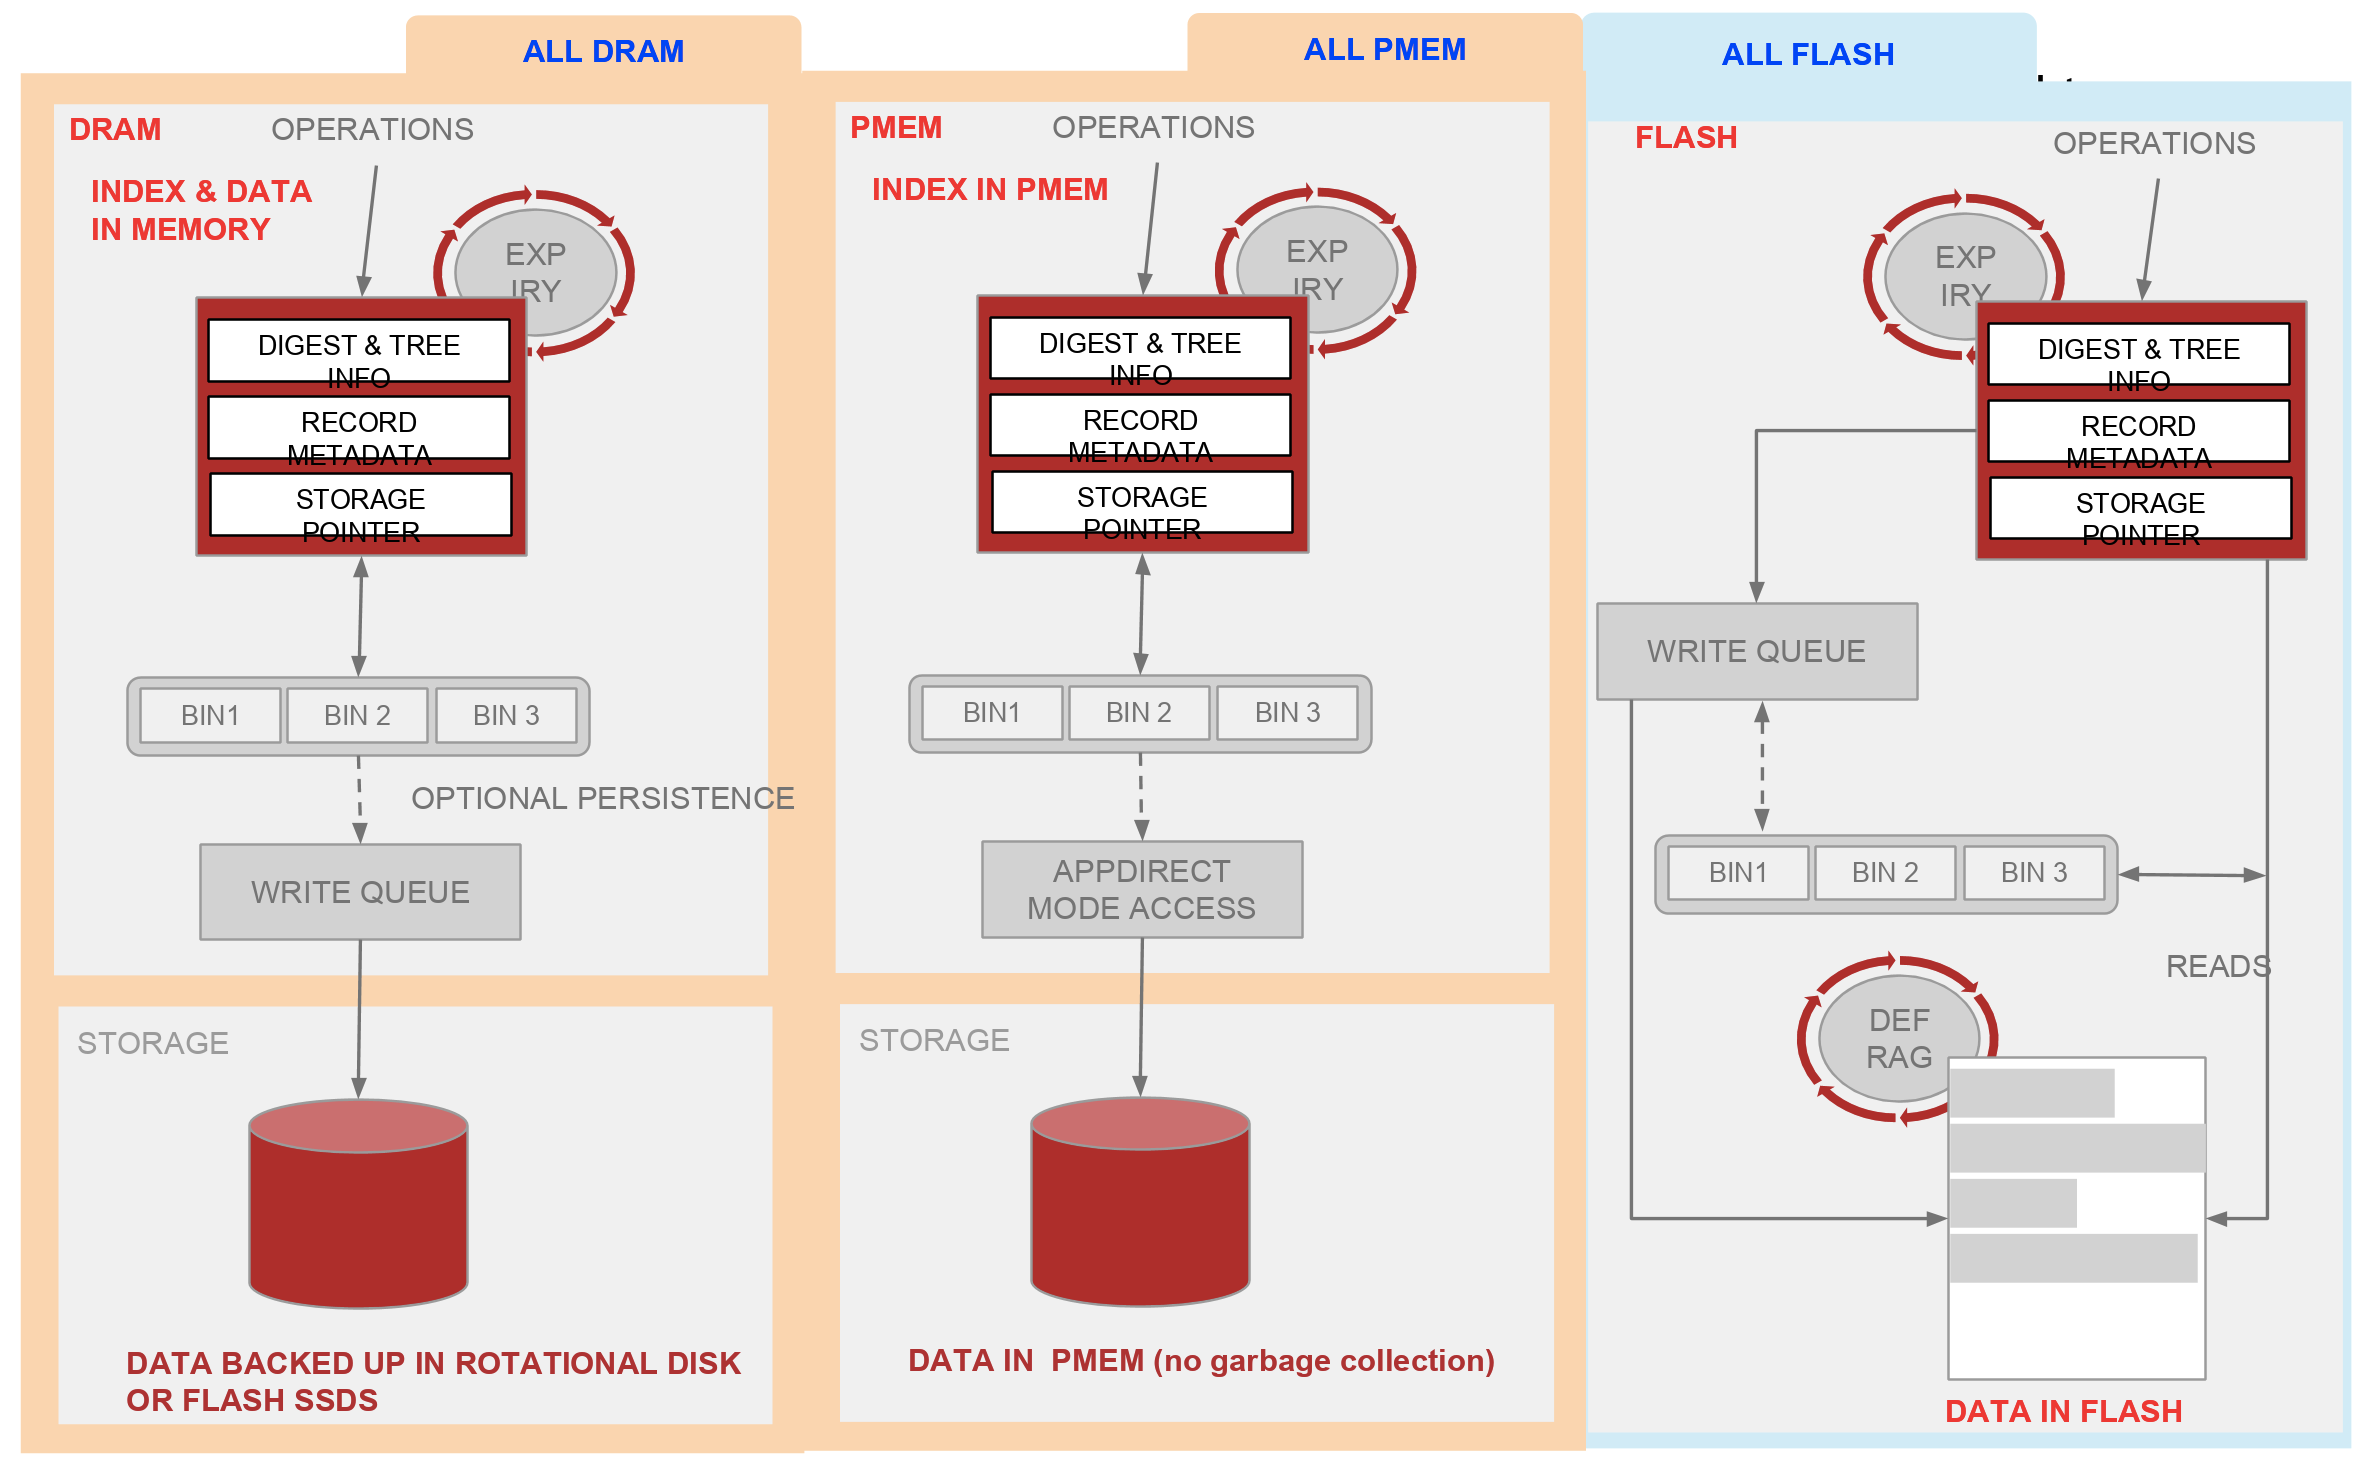 ALL DRAM
DRAM
OPERATIONS
INDEX & DATA
IN MEMORY
EXP
IRY
DIGEST & TREE
INFO
RECORD
METADATA
STORAGE
POINTER
BIN1
BIN 2
BIN 3
OPTIONAL PERSISTENCE
WRITE QUEUE
STORAGE
DATA BACKED UP IN ROTATIONAL DISK
OR FLASH SSDS
ALL PMEM
PMEM
OPERATIONS
INDEX IN PMEM
EXP
IRY
DIGEST & TREE
INFO
RECORD
METADATA
STORAGE
POINTER
BIN1
BIN 2
BIN 3
APPDIRECT
MODE ACCESS
STORAGE
DATA IN  PMEM (no garbage collection)
ALL FLASH
FLASH
OPERATIONS
EXP
IRY
DIGEST & TREE
INFO
RECORD
METADATA
STORAGE
POINTER
WRITE QUEUE
BIN1
BIN 2
BIN 3
READS
DEF
RAG
DATA IN FLASH